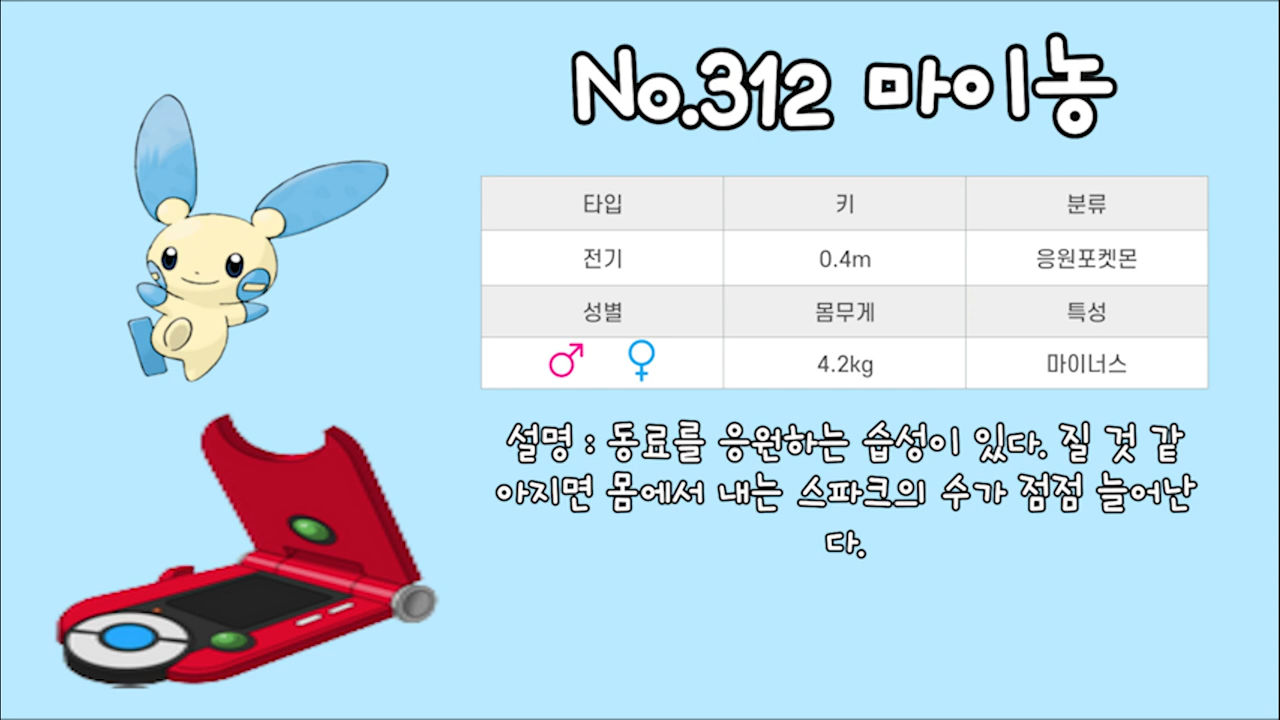 No.312 마이농
타입 키 분류
전기 0.4m 응원포켓몬
성별 몸무게 특성
♂ ♀ 4.2kg 마이너스
설명 : 동료를 응원하는 습성이 있다. 질 것 같
아지면 몸에서 내는 스파크의 수가 점점 늘어난
다.